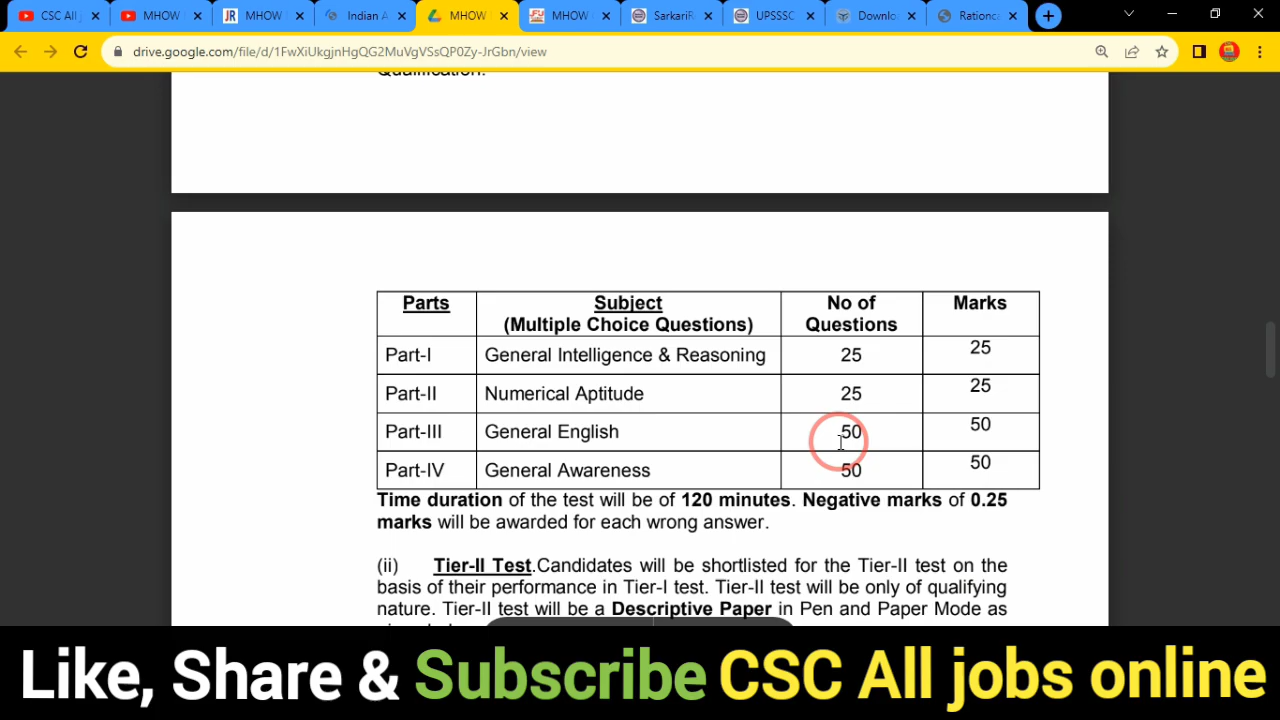 CSC All j
MHOW
MHOW
Indian A
MHOW
MHOW
SarkariR
UPSSSC
Downlo
Rationca
drive.google.com/file/d/1FwXiUkgjnHgQG2MuVgVSsQP0Zy-JrGbn/view
Qualification.
Parts Subject (Multiple Choice Questions) No of Questions Marks
Part-I General Intelligence & Reasoning 25 25
Part-II Numerical Aptitude 25 25
Part-III General English 50 50
Part-IV General Awareness 50 50
Time duration of the test will be of 120 minutes. Negative marks of 0.25
marks will be awarded for each wrong answer.
(ii) Tier-II Test.Candidates will be shortlisted for the Tier-II test on the
basis of their performance in Tier-I test. Tier-II test will be only of qualifying
nature. Tier-II test will be a Descriptive Paper in Pen and Paper Mode as
Like, Share & Subscribe CSC All jobs online